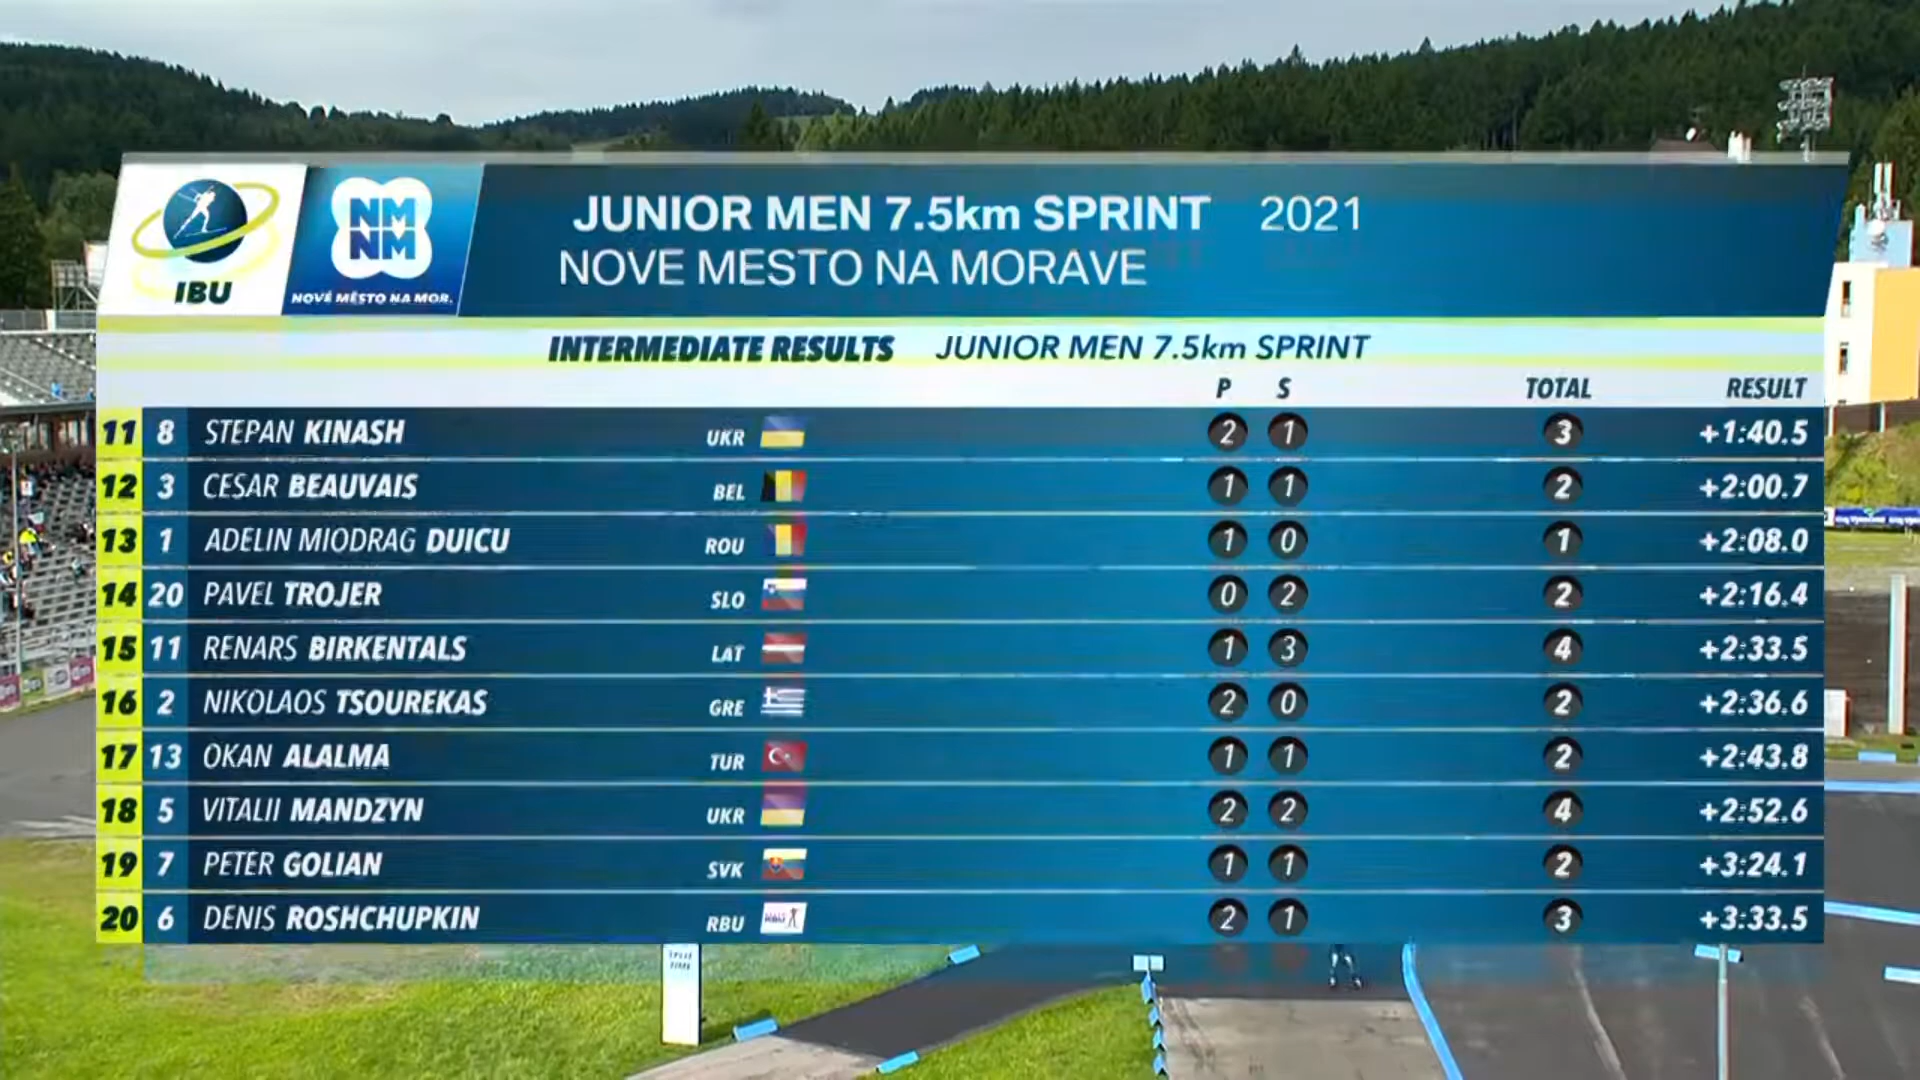 JUNIOR MEN 7.5km SPRINT 2021
NOVE MESTO NA MORAVE
IBU
NM
NM
NOVÉ MĚSTO NA MOR.
INTERMEDIATE RESULTS JUNIOR MEN 7.5km SPRINT
P S TOTAL RESULT
11 8 STEPAN KINASH UKR 2 1 3 +1:40.5
12 3 CESAR BEAUVAIS BEL 1 1 2 +2:00.7
13 1 ADELIN MIODRAG DUICU ROU 1 0 1 +2:08.0
14 20 PAVEL TROJER SLO 0 2 2 +2:16.4
15 11 RENARS BIRKENTALS LAT 1 3 4 +2:33.5
16 2 NIKOLAOS TSOUREKAS GRE 2 0 2 +2:36.6
17 13 OKAN ALALMA TUR 1 1 2 +2:43.8
18 5 VITALII MANDZYN UKR 2 2 4 +2:52.6
19 7 PETER GOLIAN SVK 1 1 2 +3:24.1
20 6 DENIS ROSHCHUPKIN RBU 2 1 3 +3:33.5